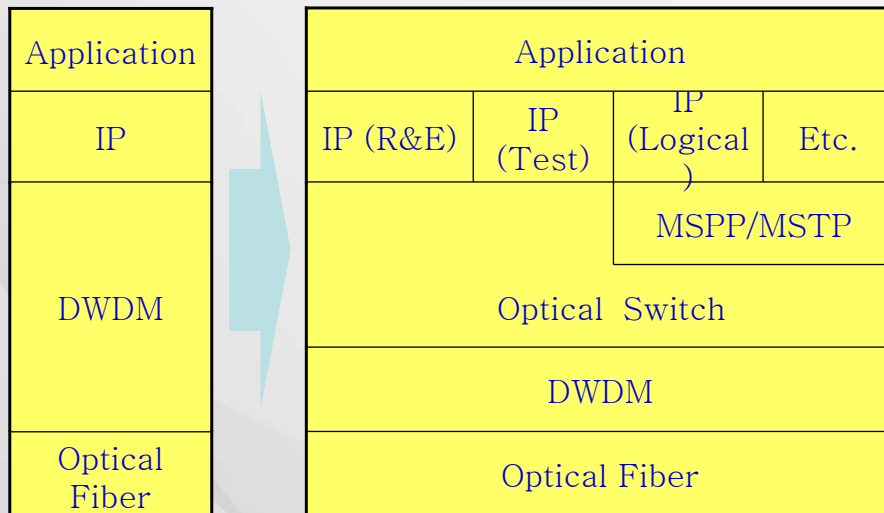 Application
IP
DWDM
Optical
Fiber
Application
IP (R&E)
IP
(Test)
IP
(Logical
)
Etc.
MSPP/MSTP
Optical Switch
DWDM
Optical Fiber